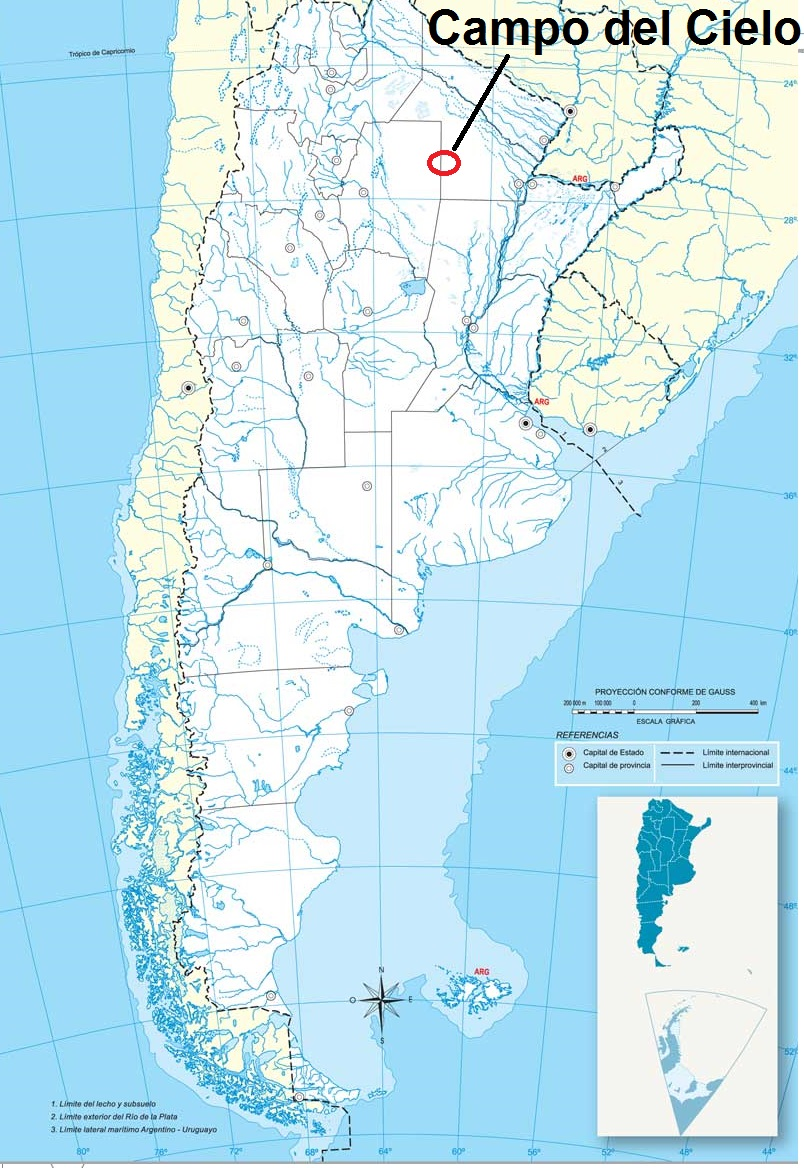 Campo del Cielo
Trópico de Capricornio
24°
ARG
28°
32°
ARG
1
2
3
36°
40°
PROYECCIÓN CONFORME DE GAUSS
200 000 m 100 000 0 200 400 km
ESCALA GRÁFICA
REFERENCIAS
Capital de Estado
Límite internacional
Capital de provincia
Límite interprovincial
44°
48°
ARG
N
O
E
S
52°
1. Límite del lecho y subsuelo
2. Límite exterior del Río de la Plata
3. Límite lateral marítimo Argentino - Uruguayo
80° 76° 72° 68° 64° 60° 56° 52° 48° 44°